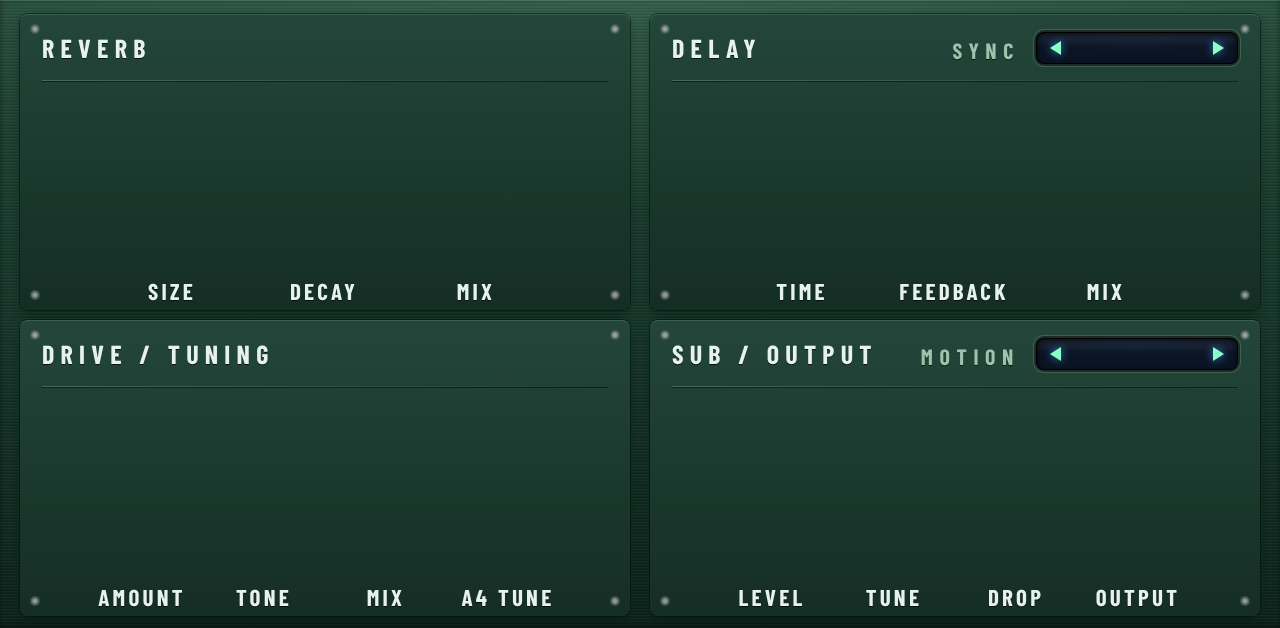 REVERB
SIZE DECAY MIX
DELAY SYNC
TIME FEEDBACK MIX
DRIVE / TUNING
AMOUNT TONE MIX A4 TUNE
SUB / OUTPUT MOTION
LEVEL TUNE DROP OUTPUT